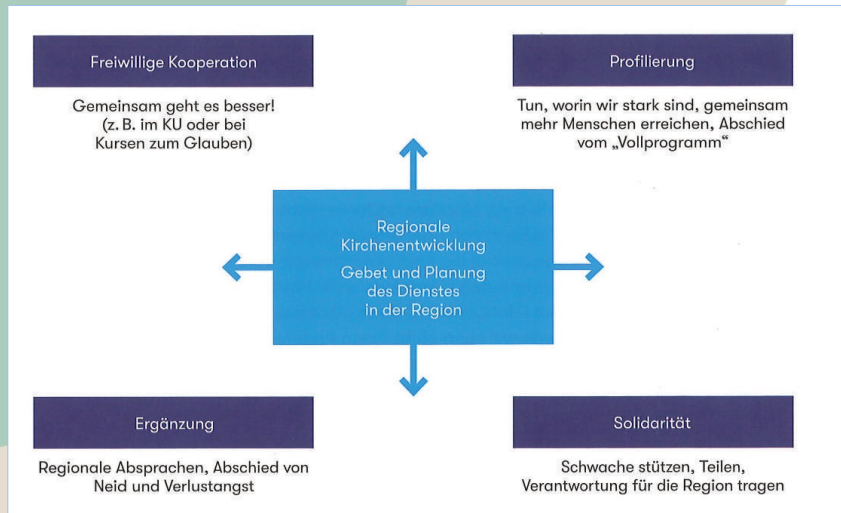 Freiwillige Kooperation
Gemeinsam geht es besser!
(z. B. im KU oder bei
Kursen zum Glauben)
Profilierung
Tun, worin wir stark sind, gemeinsam
mehr Menschen erreichen, Abschied
vom „Vollprogramm“
Regionale
Kirchenentwicklung
Gebet und Planung
des Dienstes
in der Region
Ergänzung
Regionale Absprachen, Abschied von
Neid und Verlustangst
Solidarität
Schwache stützen, Teilen,
Verantwortung für die Region tragen